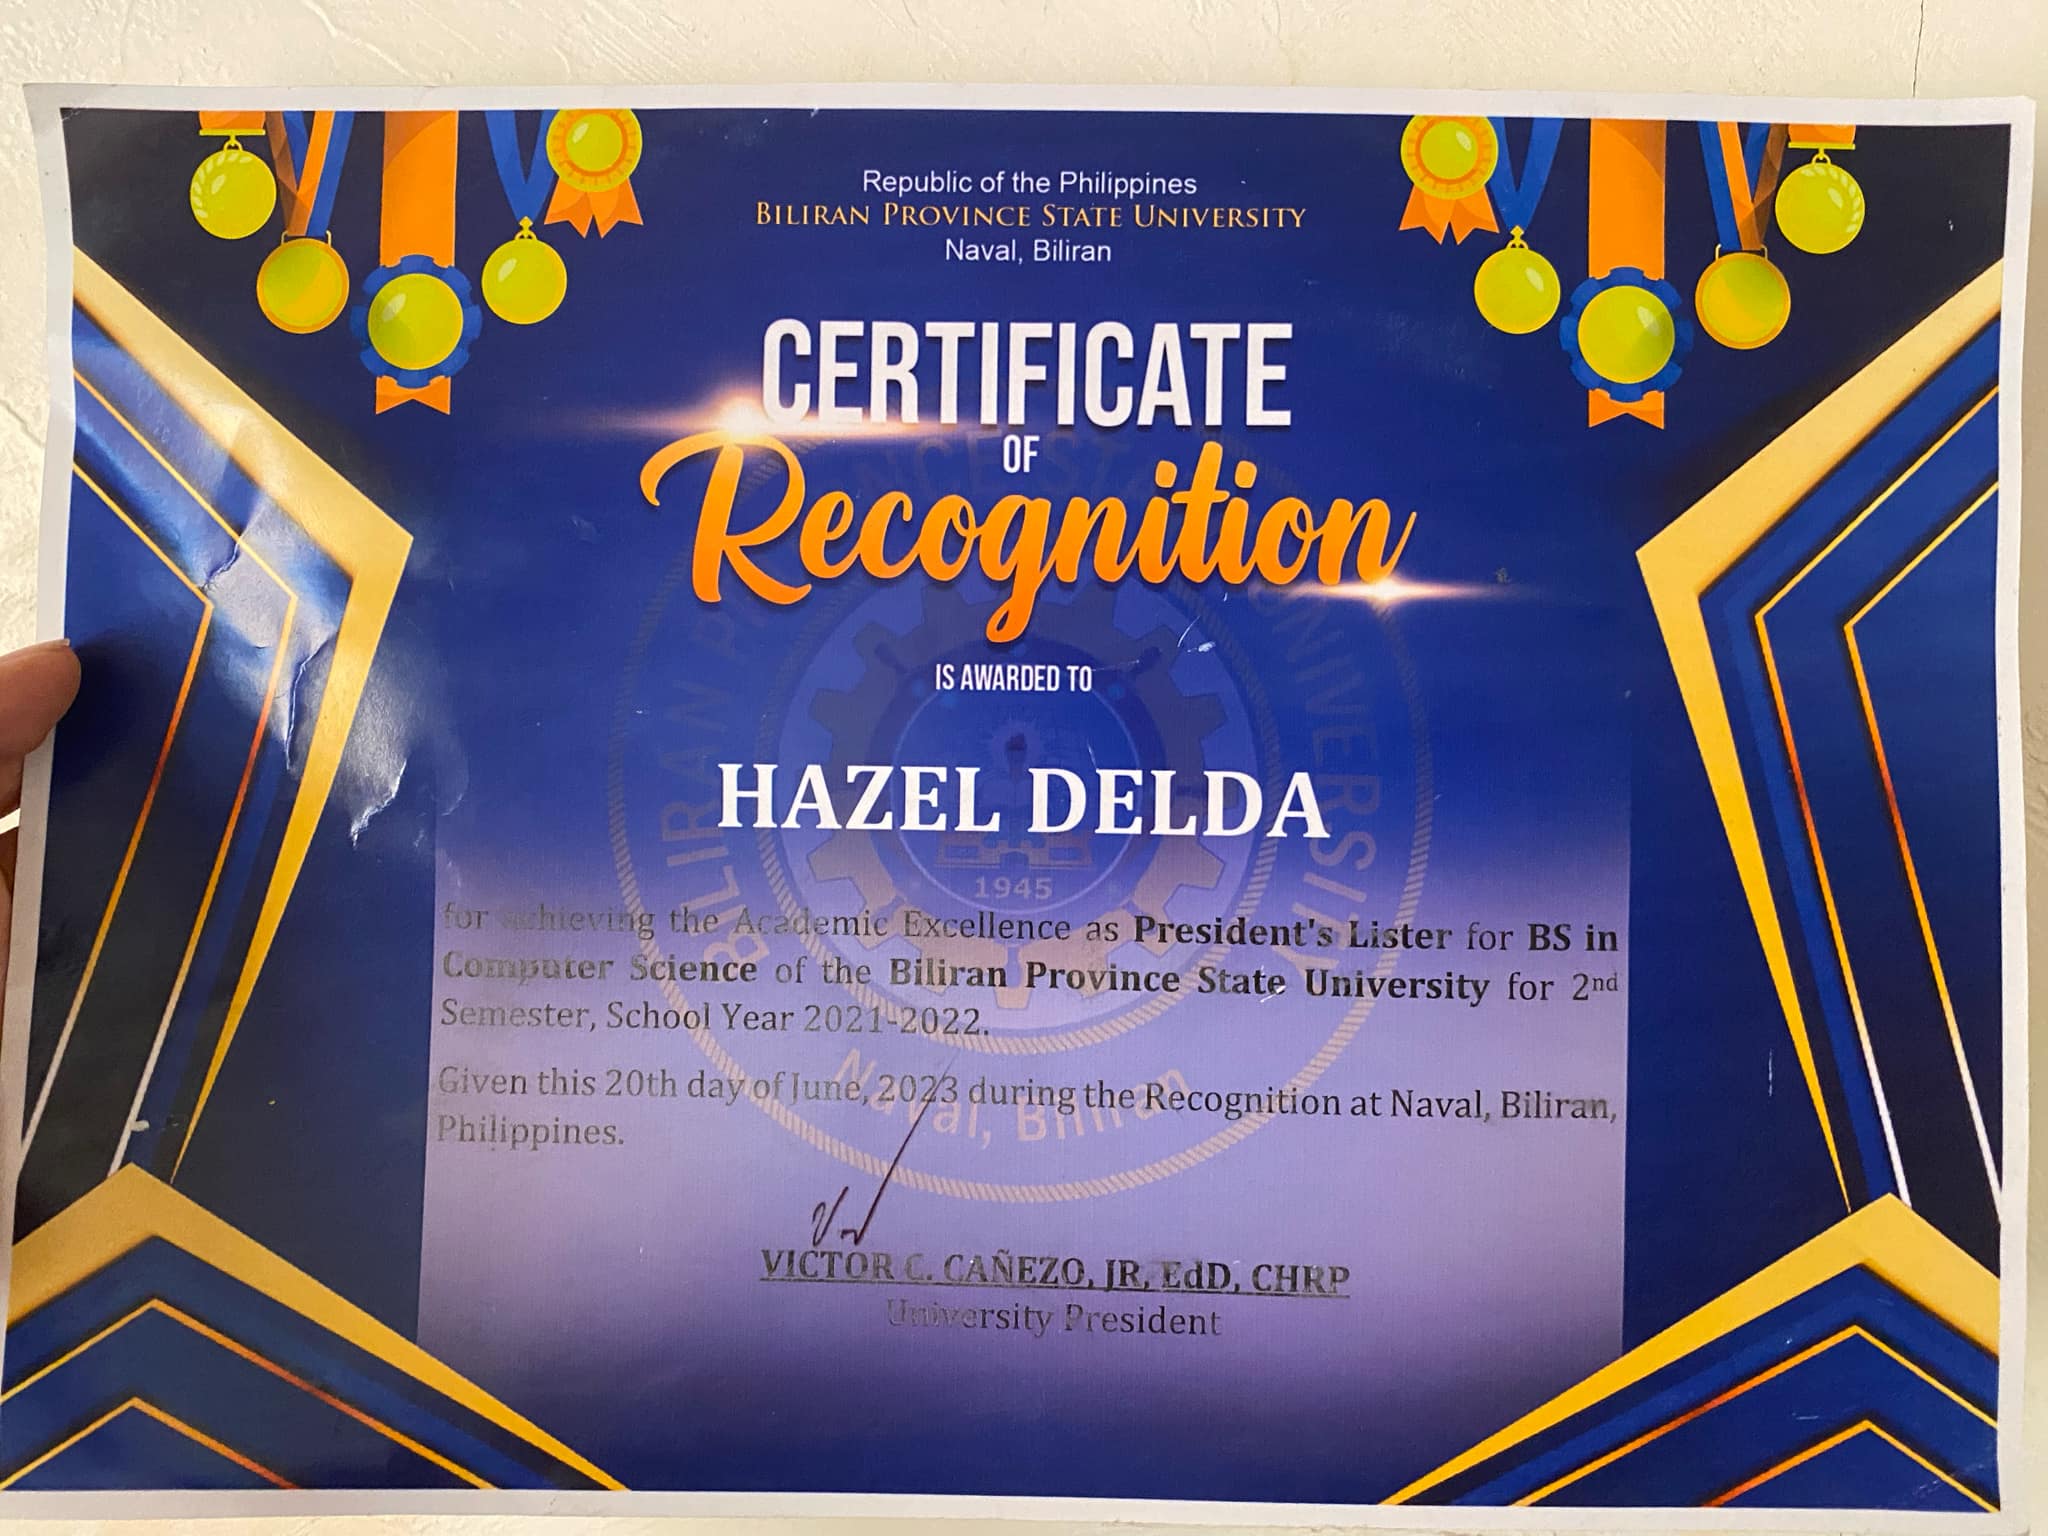 Republic of the Philippines
BILIRAN PROVINCE STATE UNIVERSITY
Naval, Biliran
CERTIFICATE
OF
Recognition
IS AWARDED TO
HAZEL DELDA
for achieving the Academic Excellence as President's Lister for BS in
Computer Science of the Biliran Province State University for 2nd
Semester, School Year 2021-2022.
Given this 20th day of June, 2023 during the Recognition at Naval, Biliran,
Philippines.
VICTOR C. CAÑEZO, JR, EdD, CHRP
University President
BILIRAN PROVINCE STATE UNIVERSITY
1945
Naval, Biliran